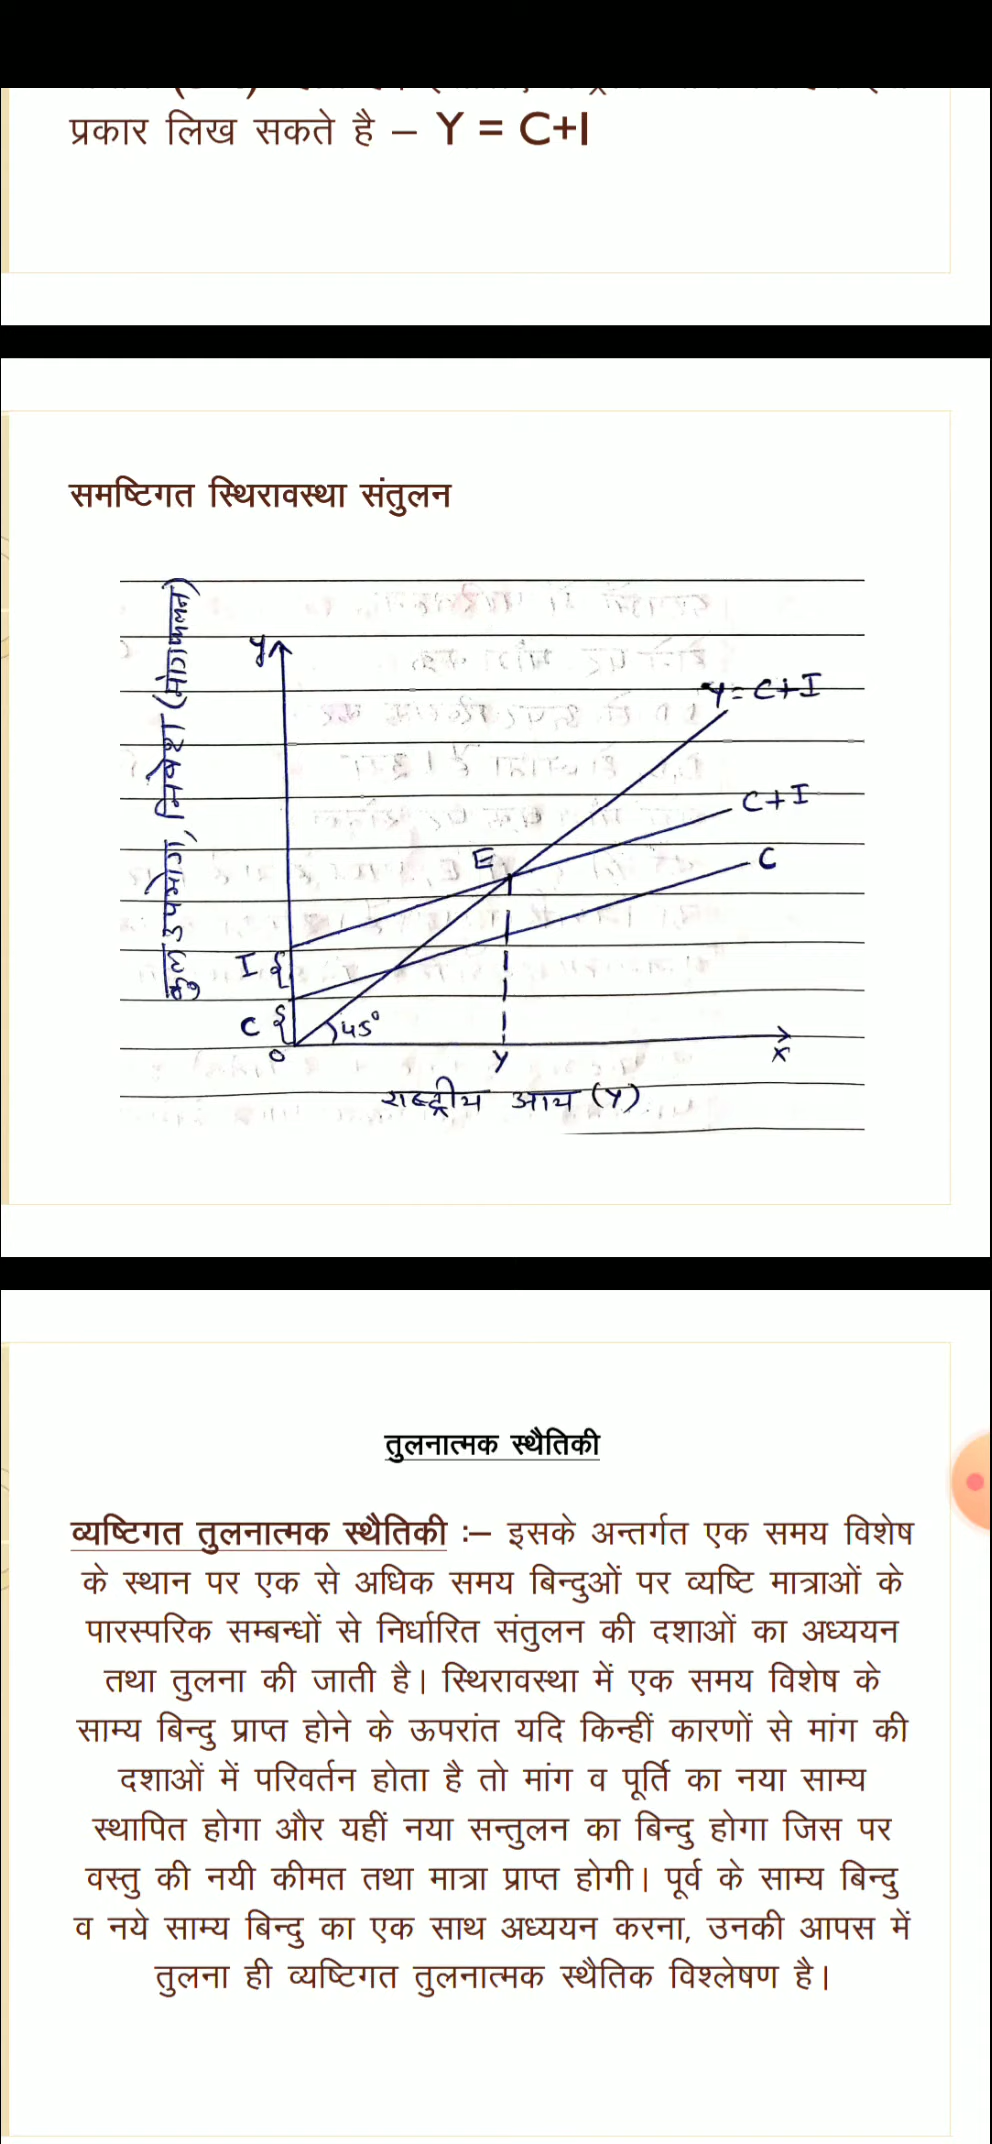 प्रकार लिख सकते है – Y = C+I
समष्टिगत स्थिरावस्था संतुलन
कुल उपभोग, निवेश (मांगफलन)
y
Y = C+I
C+I
C
E
I
C
45°
O
Y
X
राष्ट्रीय आय (Y)
तुलनात्मक स्थैतिकी
व्यष्टिगत तुलनात्मक स्थैतिकी :– इसके अन्तर्गत एक समय विशेष
के स्थान पर एक से अधिक समय बिन्दुओं पर व्यष्टि मात्राओं के
पारस्परिक सम्बन्धों से निर्धारित संतुलन की दशाओं का अध्ययन
तथा तुलना की जाती है। स्थिरावस्था में एक समय विशेष के
साम्य बिन्दु प्राप्त होने के ऊपरांत यदि किन्हीं कारणों से मांग की
दशाओं में परिवर्तन होता है तो मांग व पूर्ति का नया साम्य
स्थापित होगा और यहीं नया सन्तुलन का बिन्दु होगा जिस पर
वस्तु की नयी कीमत तथा मात्रा प्राप्त होगी। पूर्व के साम्य बिन्दु
व नये साम्य बिन्दु का एक साथ अध्ययन करना, उनकी आपस में
तुलना ही व्यष्टिगत तुलनात्मक स्थैतिक विश्लेषण है।